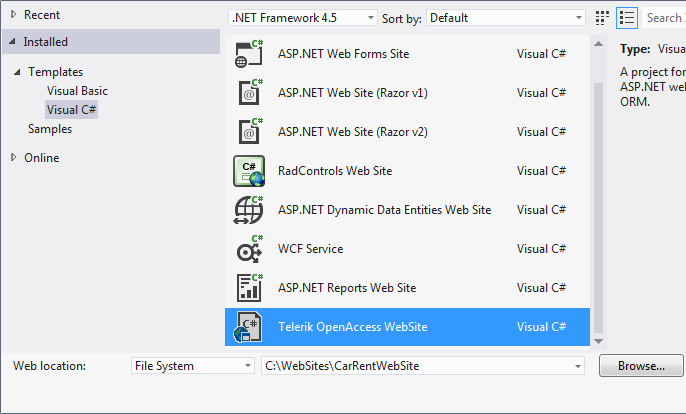 Recent
.NET Framework 4.5
Sort by: Default
Search I
Installed
Templates
Visual Basic
Visual C#
Samples
Online
C# ASP.NET Web Forms Site Visual C#
C# ASP.NET Web Site (Razor v1) Visual C#
C# ASP.NET Web Site (Razor v2) Visual C#
C# RadControls Web Site Visual C#
C# ASP.NET Dynamic Data Entities Web Site Visual C#
C# WCF Service Visual C#
C# ASP.NET Reports Web Site Visual C#
C# Telerik OpenAccess WebSite Visual C#
Type: Visua
A project for
ASP.NET web
ORM.
Web location: File System C:\WebSites\CarRentWebSite Browse...